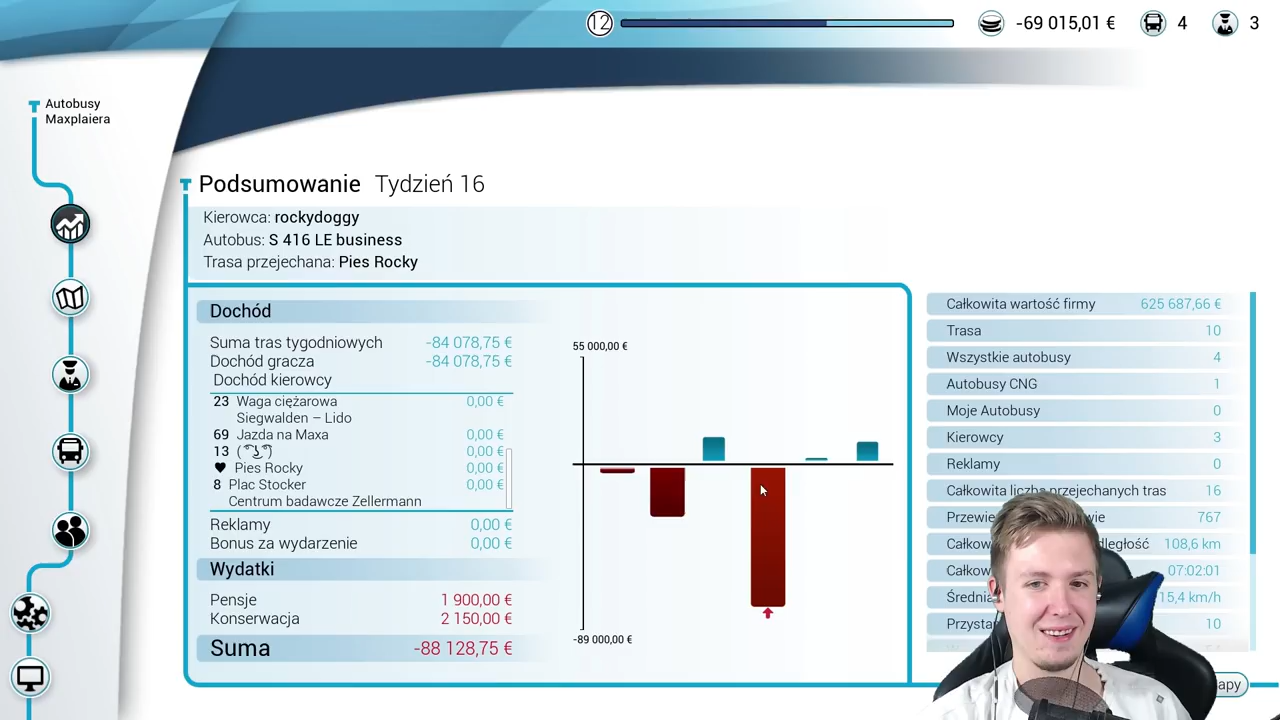 12
-69 015,01 €
4
3
Autobusy
Maxplaiera
Podsumowanie Tydzień 16
Kierowca: rockydoggy
Autobus: S 416 LE business
Trasa przejechana: Pies Rocky
Dochód
Suma tras tygodniowych -84 078,75 €
Dochód gracza -84 078,75 €
Dochód kierowcy
23 Waga ciężarowa 0,00 €
Siegwalden – Lido
69 Jazda na Maxa 0,00 €
13 ( ͡° ͜ʖ ͡°) 0,00 €
♥ Pies Rocky 0,00 €
8 Plac Stocker 0,00 €
Centrum badawcze Zellermann
Reklamy 0,00 €
Bonus za wydarzenie 0,00 €
Wydatki
Pensje 1 900,00 €
Konserwacja 2 150,00 €
Suma -88 128,75 €
55 000,00 €
-89 000,00 €
Całkowita wartość firmy 625 687,66 €
Trasa 10
Wszystkie autobusy 4
Autobusy CNG 1
Moje Autobusy 0
Kierowcy 3
Reklamy 0
Całkowita liczba przejechanych tras 16
767
108,6 km
07:02:01
15,4 km/h
10